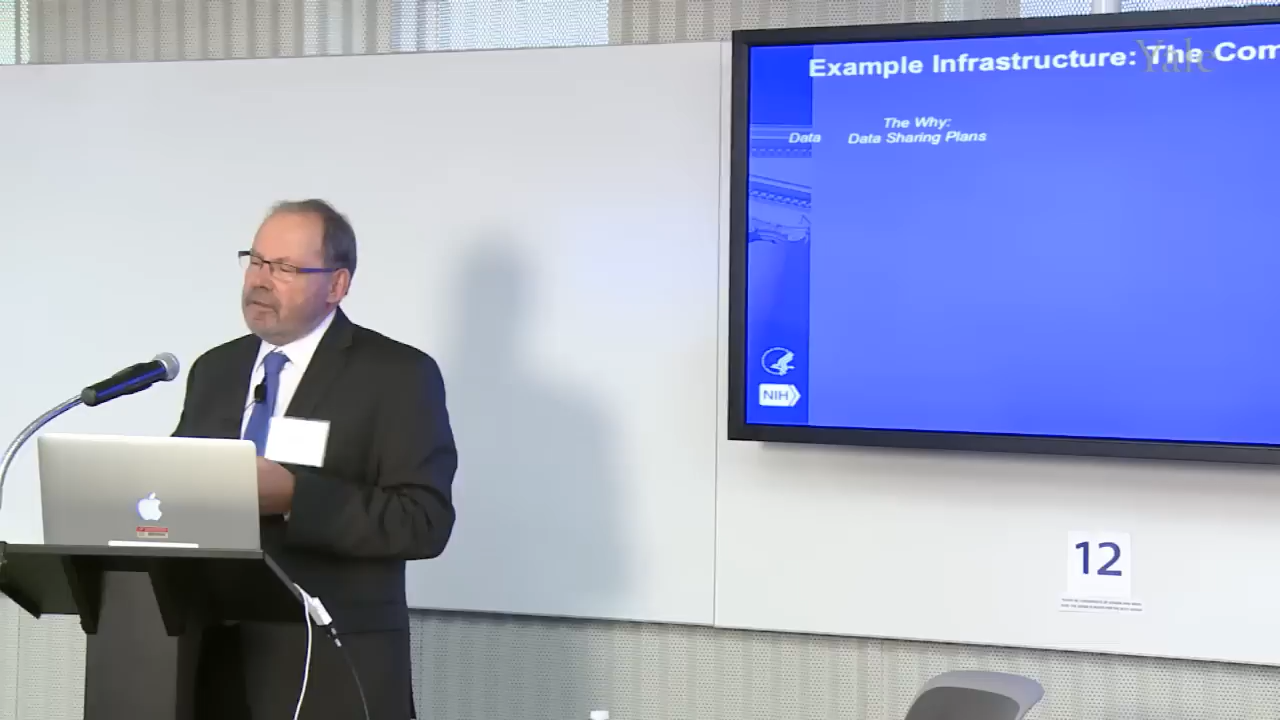 Example Infrastructure: The Com
Yale
The Why:
Data Data Sharing Plans
NIH
12